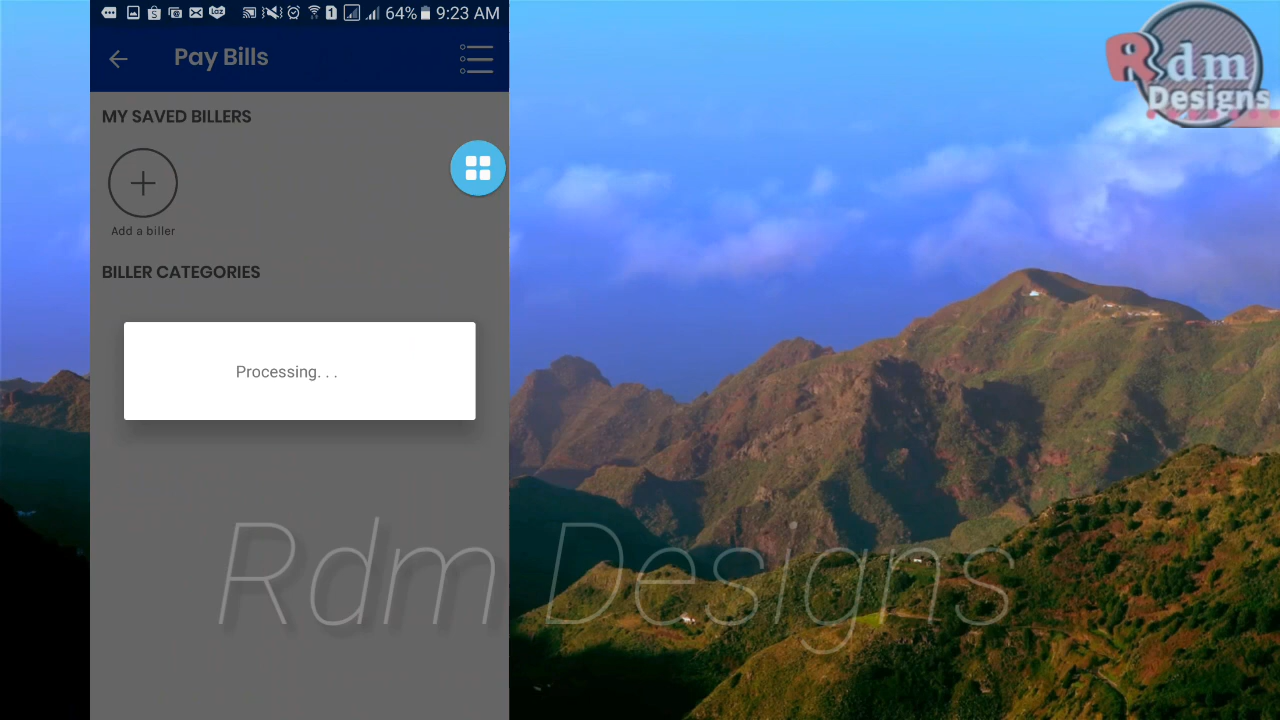 64% 9:23 AM
Pay Bills
MY SAVED BILLERS
Add a biller
BILLER CATEGORIES
Processing. . .
Rdm Designs
Rdm
Designs